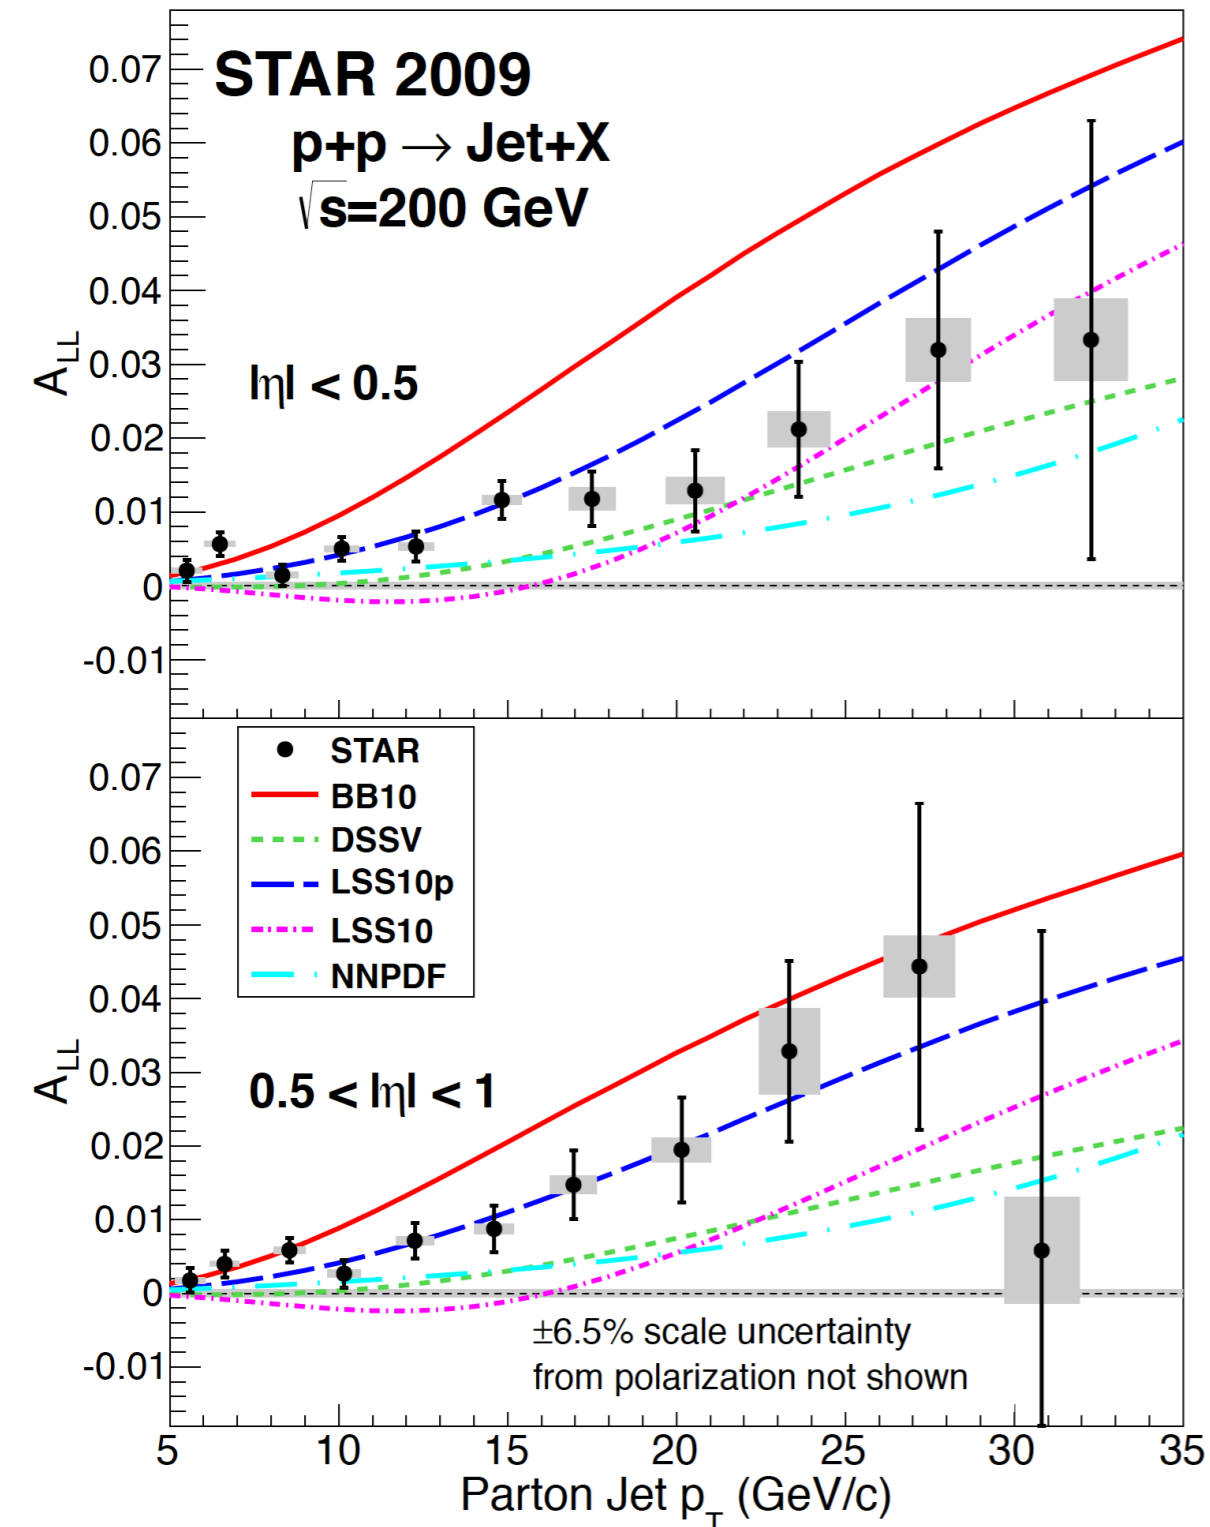 STAR 2009
p+p → Jet+X
√s=200 GeV
|η| < 0.5
A_LL
0.07
0.06
0.05
0.04
0.03
0.02
0.01
0
-0.01
STAR
BB10
DSSV
LSS10p
LSS10
NNPDF
0.5 < |η| < 1
A_LL
0.07
0.06
0.05
0.04
0.03
0.02
0.01
0
-0.01
±6.5% scale uncertainty
from polarization not shown
5 10 15 20 25 30 35
Parton Jet p_T (GeV/c)